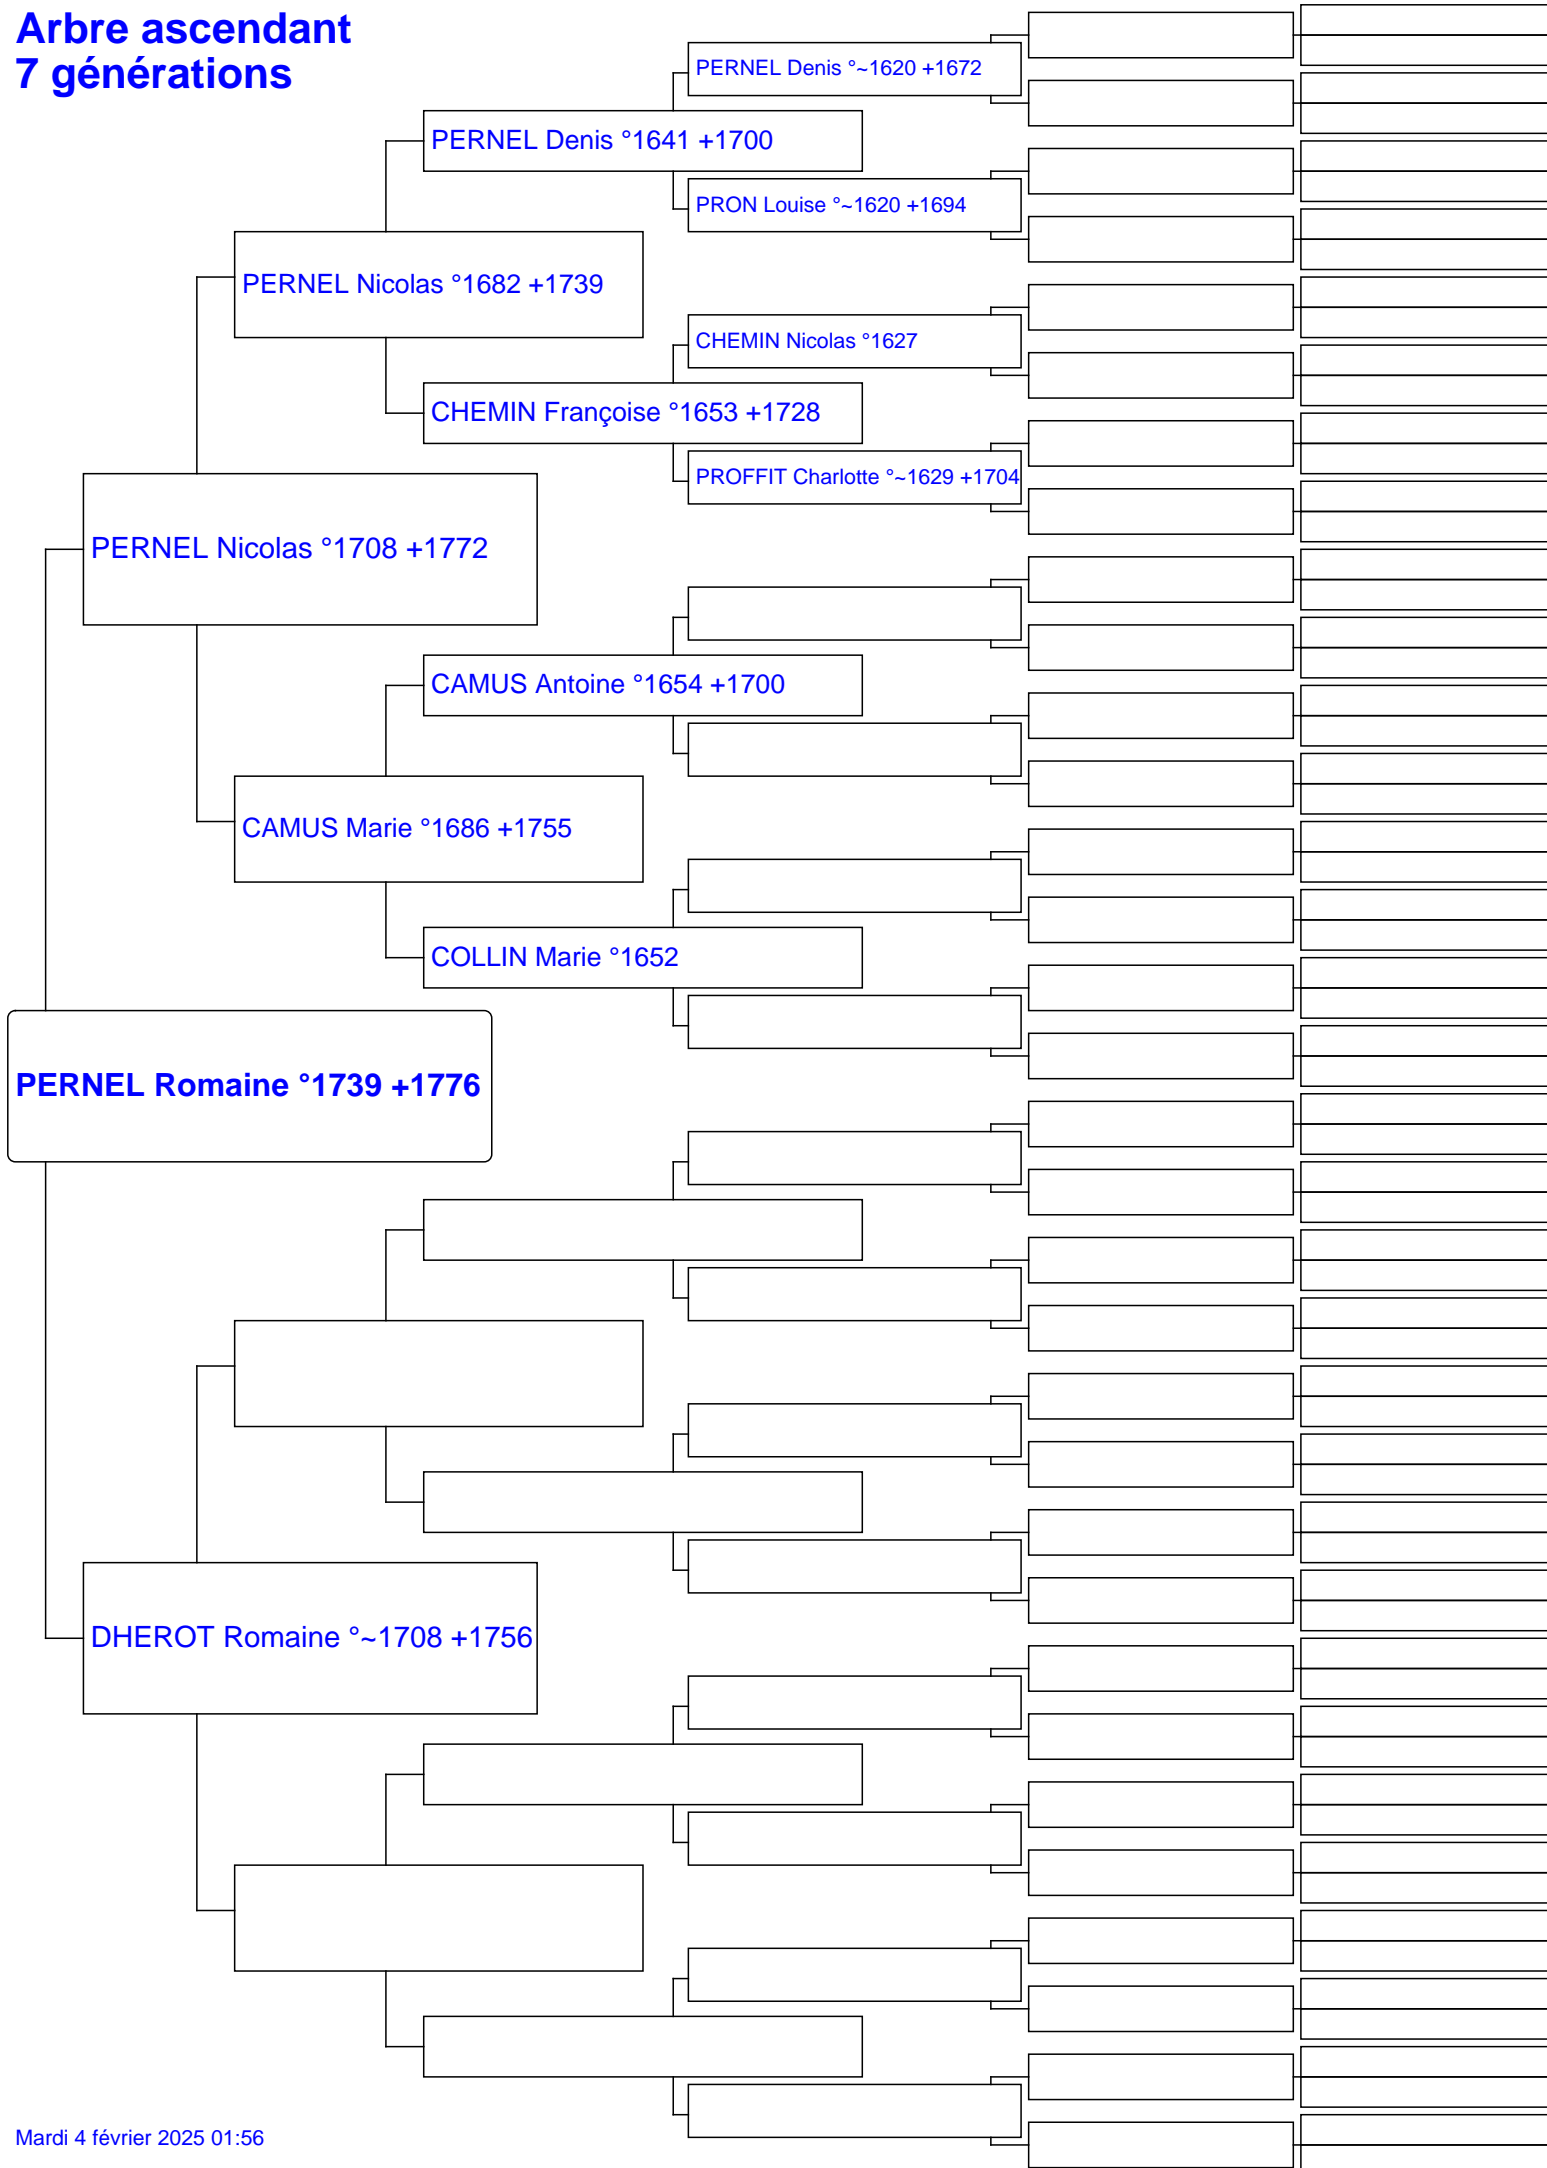 Arbre ascendant
7 générations
PERNEL Denis °~1620 +1672
PERNEL Denis °1641 +1700
PRON Louise °~1620 +1694
PERNEL Nicolas °1682 +1739
CHEMIN Nicolas °1627
CHEMIN Françoise °1653 +1728
PROFFIT Charlotte °~1629 +1704
PERNEL Nicolas °1708 +1772
CAMUS Antoine °1654 +1700
CAMUS Marie °1686 +1755
COLLIN Marie °1652
PERNEL Romaine °1739 +1776
DHEROT Romaine °~1708 +1756
Mardi 4 février 2025 01:56